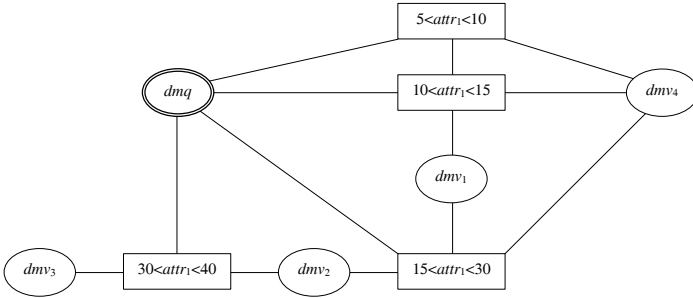 5<attr₁<10
dmq
10<attr₁<15
dmv₄
dmv₁
dmv₃
30<attr₁<40
dmv₂
15<attr₁<30